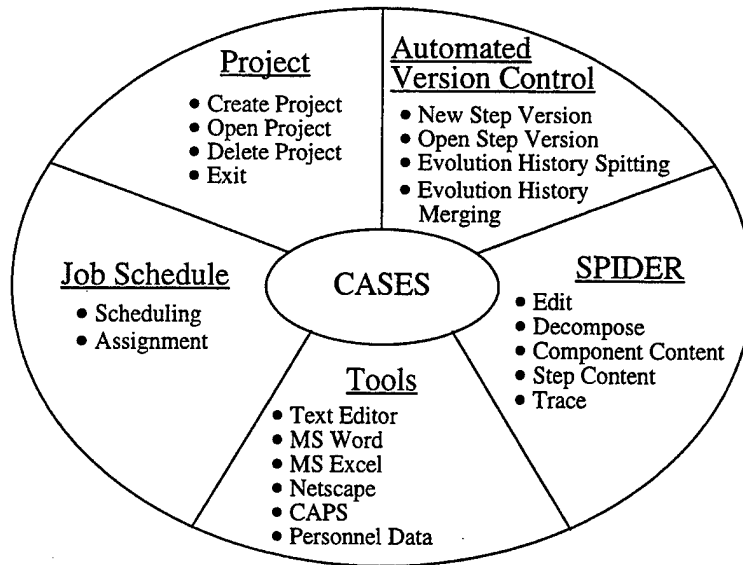 Project
• Create Project
• Open Project
• Delete Project
• Exit
Automated
Version Control
• New Step Version
• Open Step Version
• Evolution History Spitting
• Evolution History
Merging
Job Schedule
• Scheduling
• Assignment
CASES
SPIDER
• Edit
• Decompose
• Component Content
• Step Content
• Trace
Tools
• Text Editor
• MS Word
• MS Excel
• Netscape
• CAPS
• Personnel Data